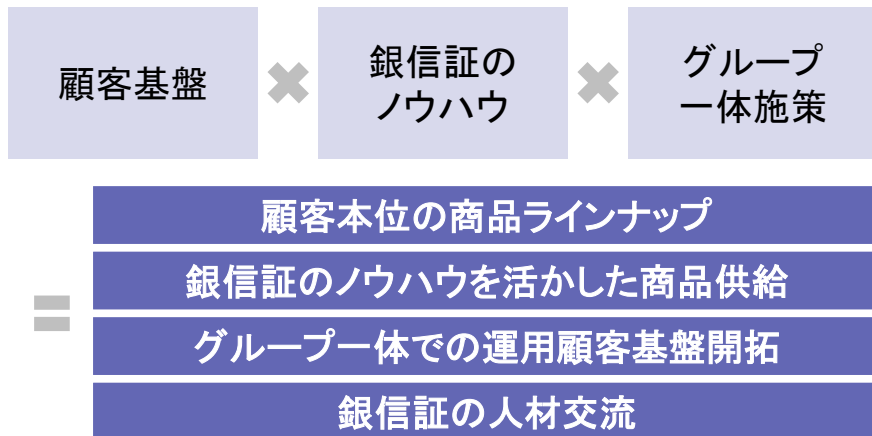 顧客基盤
銀信証の
ノウハウ
グループ
一体施策
顧客本位の商品ラインナップ
銀信証のノウハウを活かした商品供給
グループ一体での運用顧客基盤開拓
銀信証の人材交流